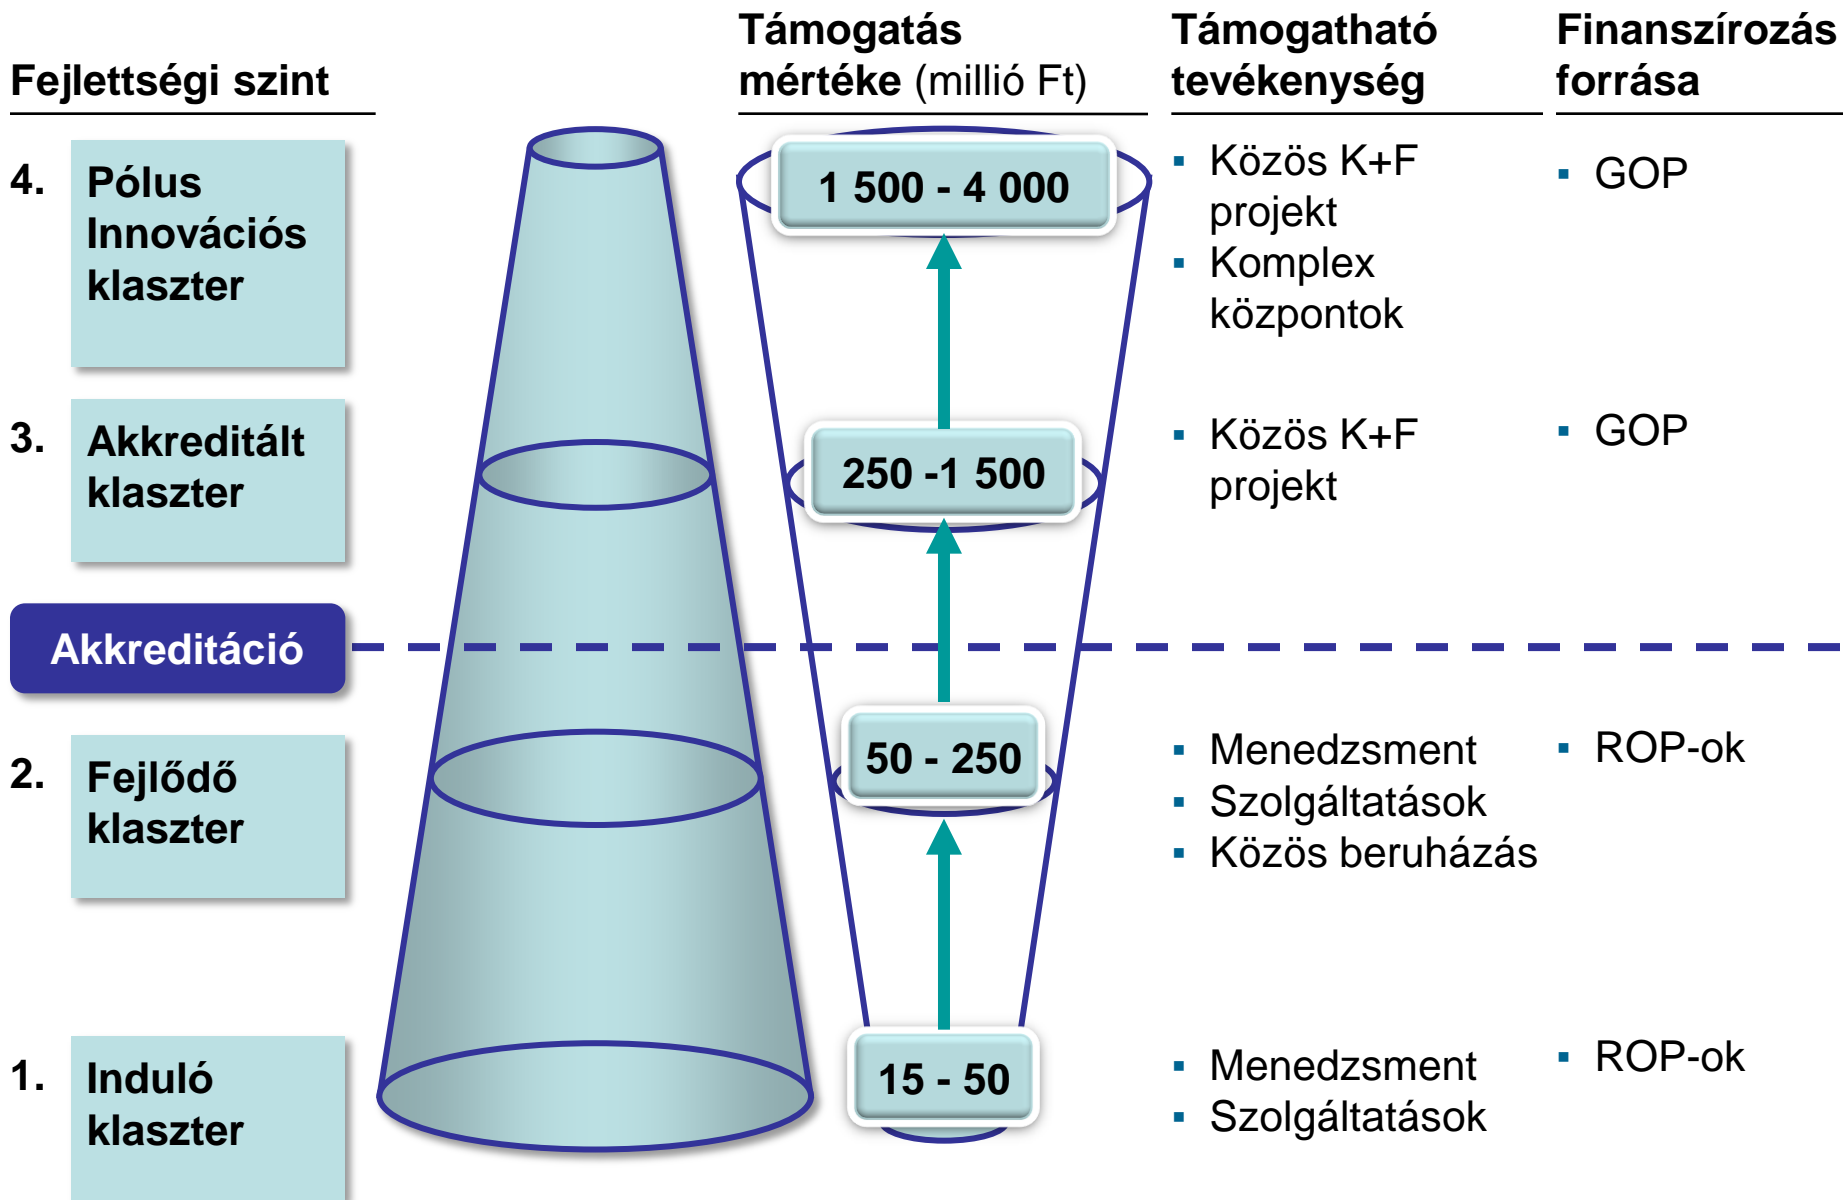 Fejlettségi szint
Támogatás
mértéke (millió Ft)
Támogatható
tevékenység
Finanszírozás
forrása
4.
Pólus
Innovációs
klaszter
1 500 - 4 000
▪ Közös K+F
projekt
▪ Komplex
központok
▪ GOP
3.
Akkreditált
klaszter
250 -1 500
▪ Közös K+F
projekt
▪ GOP
Akkreditáció
2.
Fejlődő
klaszter
50 - 250
▪ Menedzsment
▪ Szolgáltatások
▪ Közös beruházás
▪ ROP-ok
1.
Induló
klaszter
15 - 50
▪ Menedzsment
▪ Szolgáltatások
▪ ROP-ok